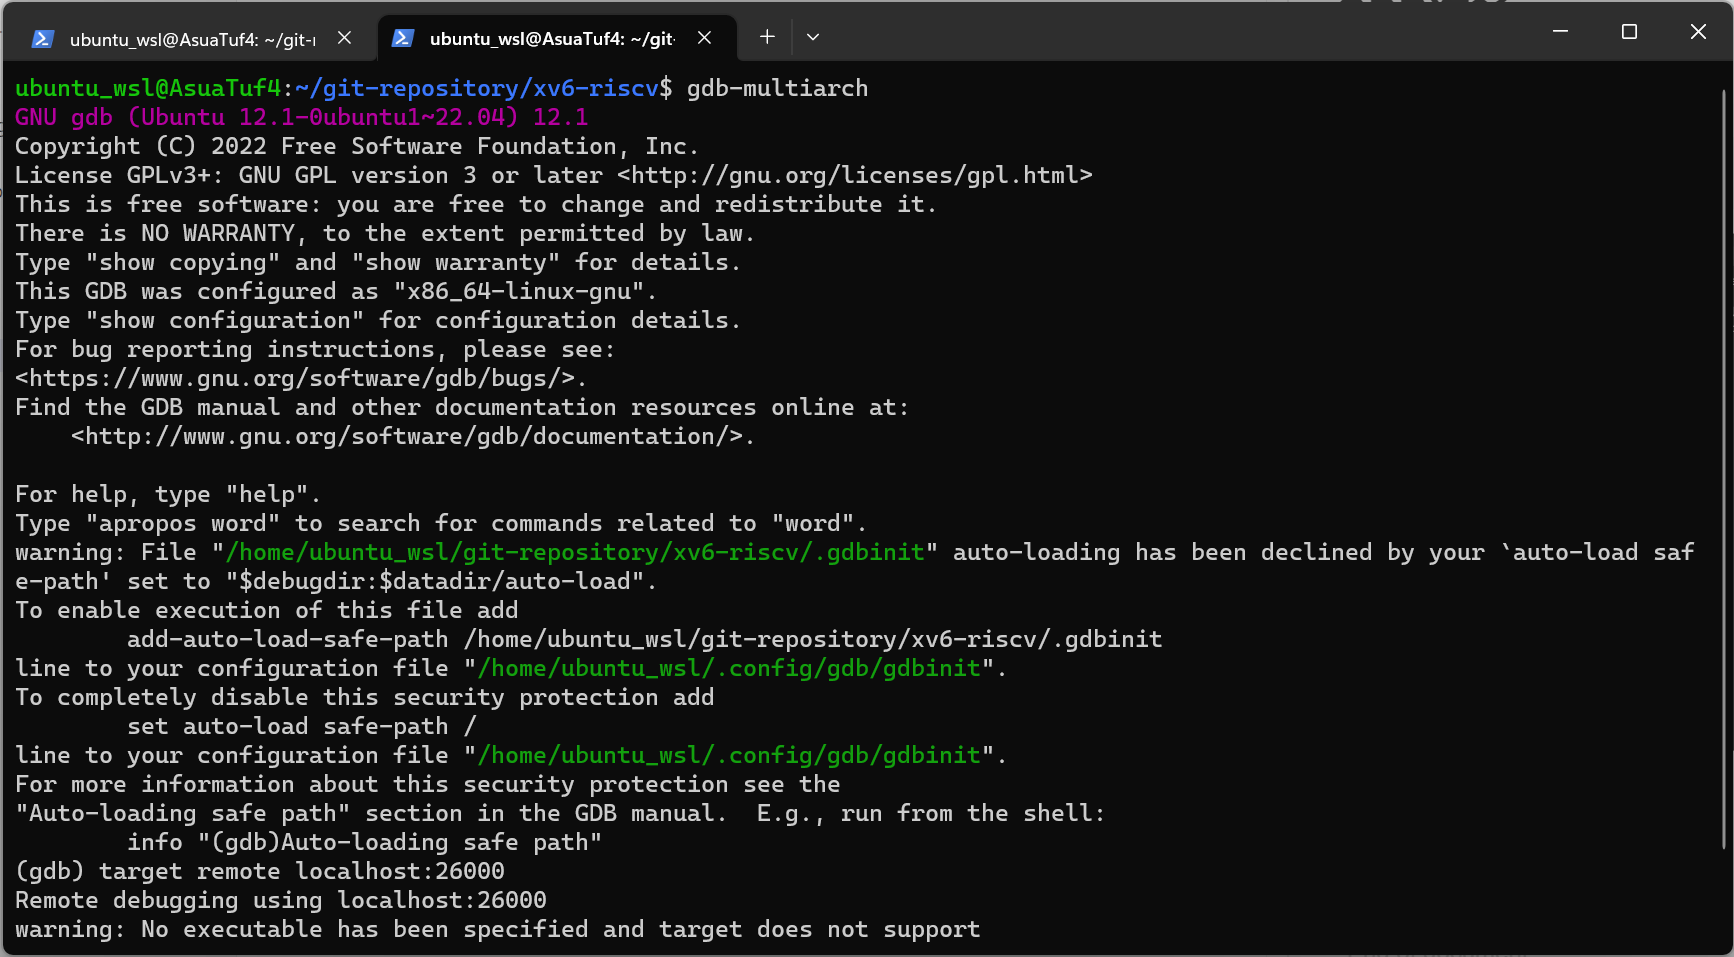 ubuntu_wsl@AsuaTuf4: ~/git-r
ubuntu_wsl@AsuaTuf4: ~/git-
ubuntu_wsl@AsuaTuf4:~/git-repository/xv6-riscv$ gdb-multiarch
GNU gdb (Ubuntu 12.1-0ubuntu1~22.04) 12.1
Copyright (C) 2022 Free Software Foundation, Inc.
License GPLv3+: GNU GPL version 3 or later <http://gnu.org/licenses/gpl.html>
This is free software: you are free to change and redistribute it.
There is NO WARRANTY, to the extent permitted by law.
Type "show copying" and "show warranty" for details.
This GDB was configured as "x86_64-linux-gnu".
Type "show configuration" for configuration details.
For bug reporting instructions, please see:
<https://www.gnu.org/software/gdb/bugs/>.
Find the GDB manual and other documentation resources online at:
    <http://www.gnu.org/software/gdb/documentation/>.
For help, type "help".
Type "apropos word" to search for commands related to "word".
warning: File "/home/ubuntu_wsl/git-repository/xv6-riscv/.gdbinit" auto-loading has been declined by your `auto-load saf
e-path' set to "$debugdir:$datadir/auto-load".
To enable execution of this file add
        add-auto-load-safe-path /home/ubuntu_wsl/git-repository/xv6-riscv/.gdbinit
line to your configuration file "/home/ubuntu_wsl/.config/gdb/gdbinit".
To completely disable this security protection add
        set auto-load safe-path /
line to your configuration file "/home/ubuntu_wsl/.config/gdb/gdbinit".
For more information about this security protection see the
"Auto-loading safe path" section in the GDB manual.  E.g., run from the shell:
        info "(gdb)Auto-loading safe path"
(gdb) target remote localhost:26000
Remote debugging using localhost:26000
warning: No executable has been specified and target does not support